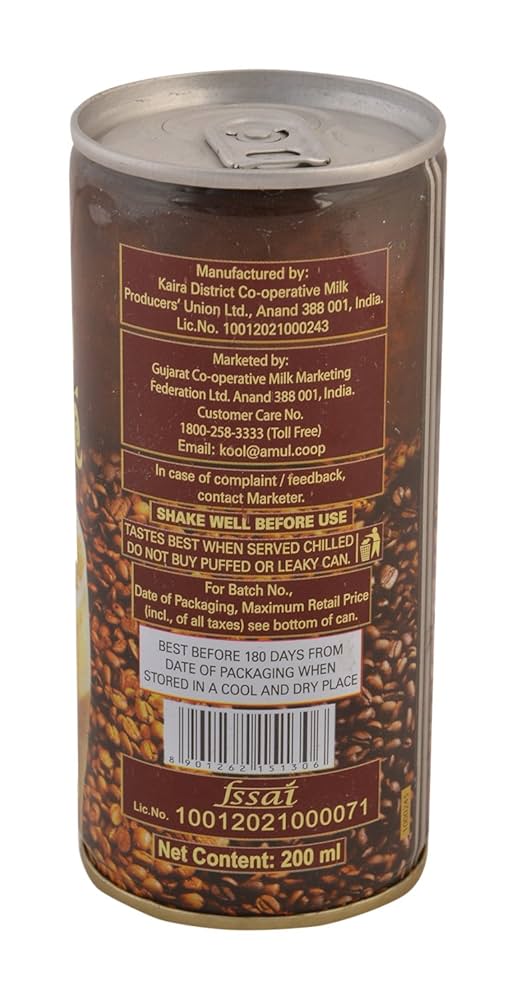 Manufactured by:
Kaira District Co-operative Milk
Producers' Union Ltd., Anand 388 001, India.
Lic.No. 10012021000243
Marketed by:
Gujarat Co-operative Milk Marketing
Federation Ltd. Anand 388 001, India.
Customer Care No.
1800-258-3333 (Toll Free)
Email: kool@amul.coop
In case of complaint / feedback,
contact Marketer.
SHAKE WELL BEFORE USE
TASTES BEST WHEN SERVED CHILLED
DO NOT BUY PUFFED OR LEAKY CAN.
For Batch No.,
Date of Packaging, Maximum Retail Price
(incl., of all taxes) see bottom of can.
BEST BEFORE 180 DAYS FROM
DATE OF PACKAGING WHEN
STORED IN A COOL AND DRY PLACE
8 901262 151306
fssai
Lic.No. 10012021000071
Net Content: 200 ml